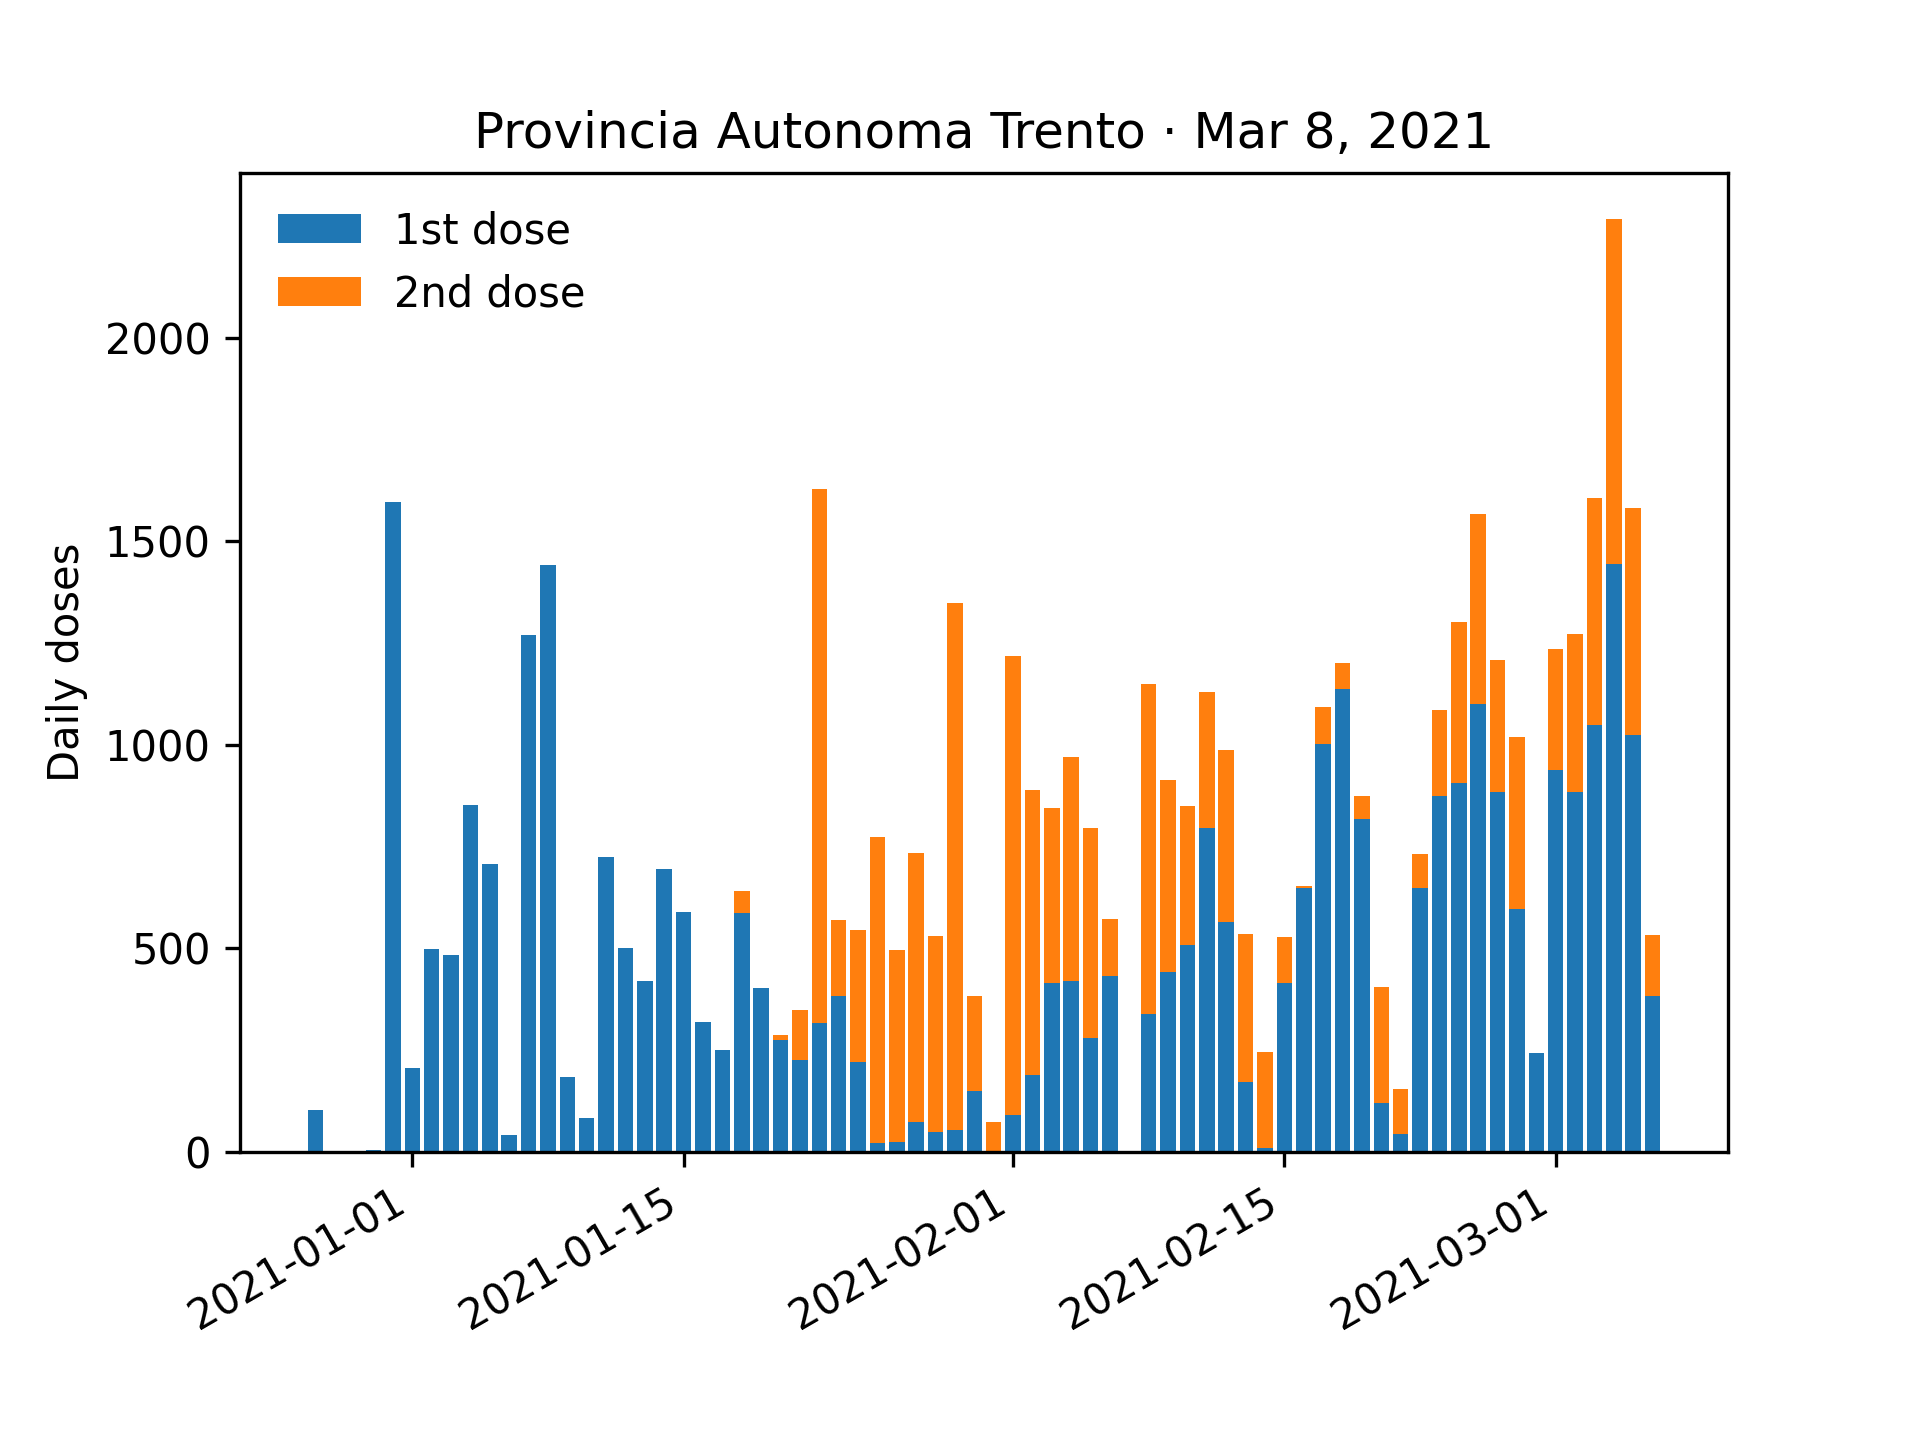 Provincia Autonoma Trento · Mar 8, 2021
1st dose
2nd dose
Daily doses
2000
1500
1000
500
0
2021-01-01
2021-01-15
2021-02-01
2021-02-15
2021-03-01